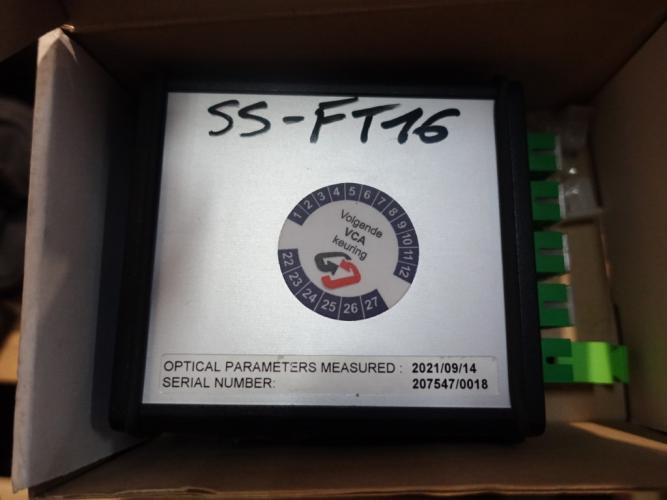 SS-FT16
1 2 3 4 5 6 7 8 9 10 11 12
Volgende
VCA
keuring
22 23 24 25 26 27
OPTICAL PARAMETERS MEASURED : 2021/09/14
SERIAL NUMBER: 207547/0018